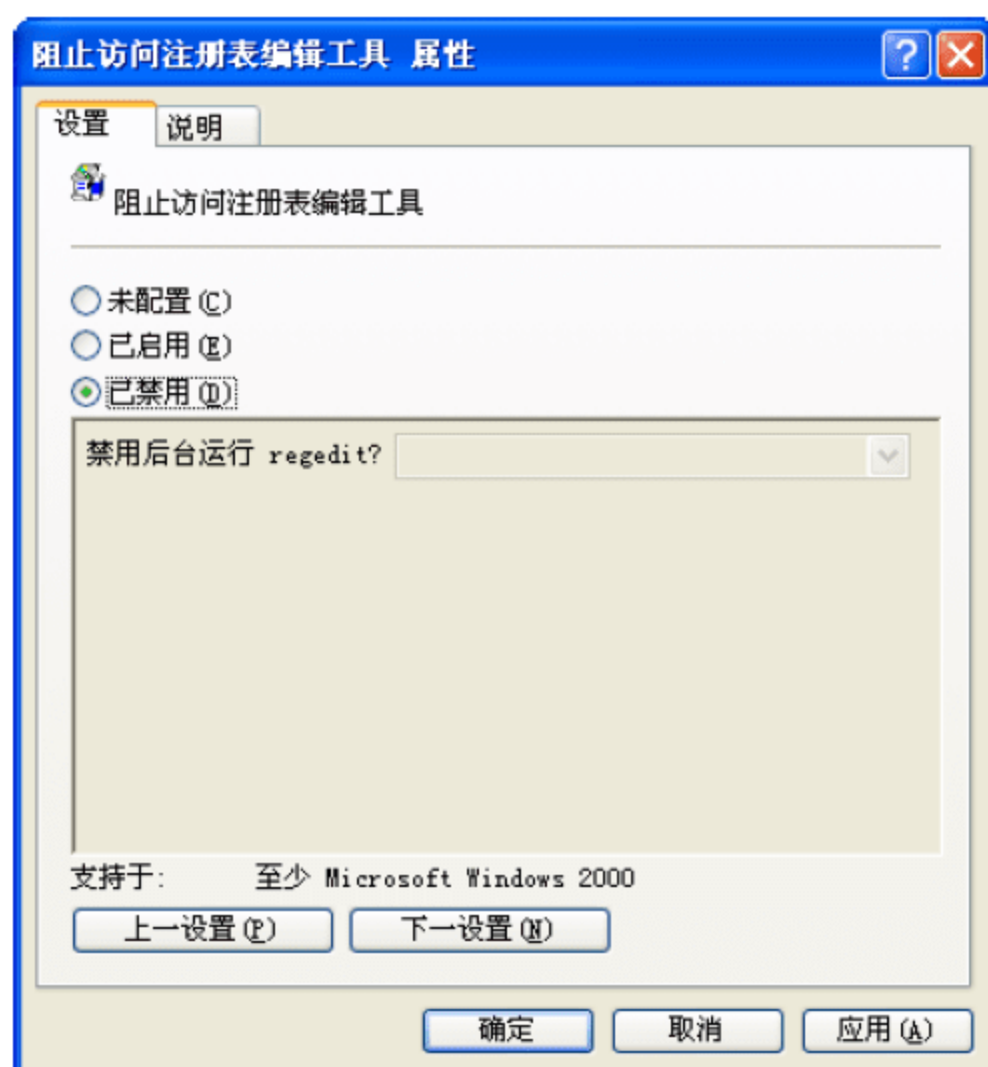 阻止访问注册表编辑工具 属性
设置 说明
阻止访问注册表编辑工具
未配置(C)
已启用(E)
已禁用(D)
禁用后台运行 regedit?
支持于: 至少 Microsoft Windows 2000
上一设置(P) 下一设置(N)
确定 取消 应用(A)